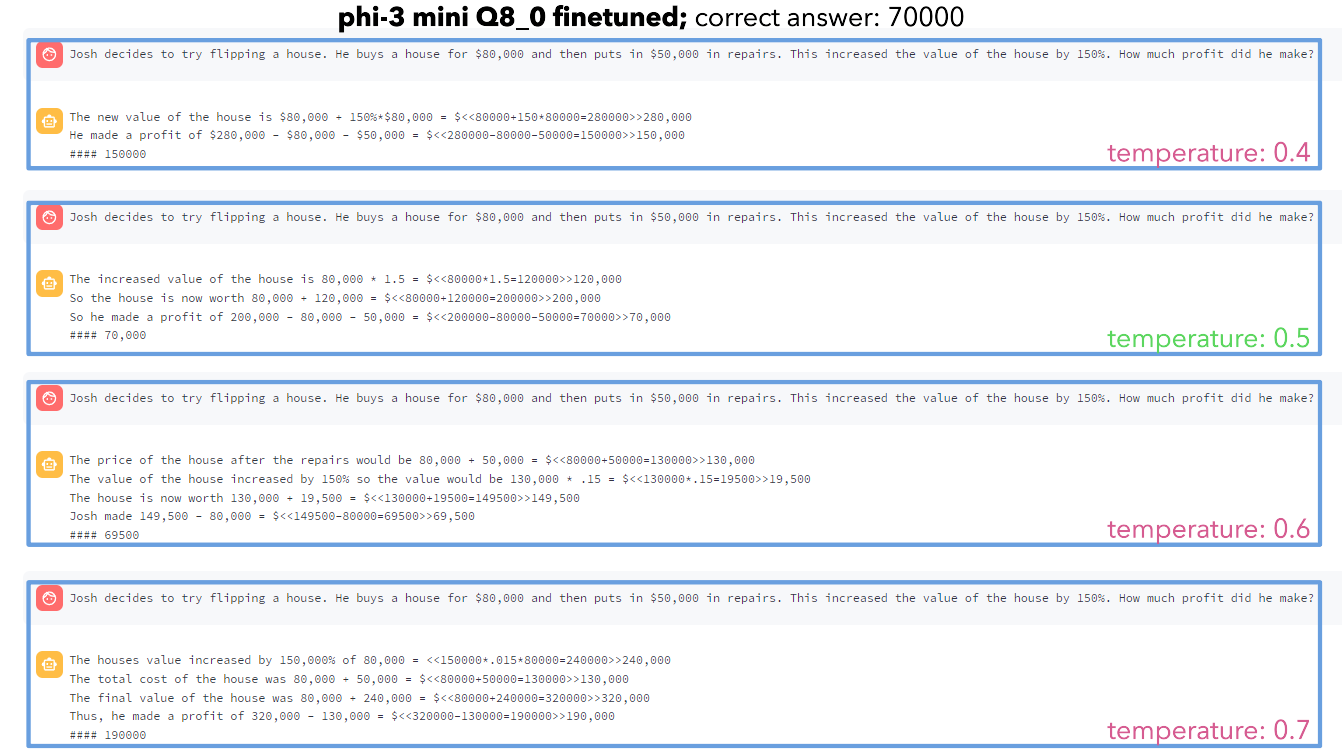 phi-3 mini Q8_0 finetuned; correct answer: 70000
Josh decides to try flipping a house. He buys a house for $80,000 and then puts in $50,000 in repairs. This increased the value of the house by 150%. How much profit did he make?
The new value of the house is $80,000 + 150%*$80,000 = $<<80000+150*80000=280000>>280,000
He made a profit of $280,000 - $80,000 - $50,000 = $<<280000-80000-50000=150000>>150,000
#### 150000
temperature: 0.4
Josh decides to try flipping a house. He buys a house for $80,000 and then puts in $50,000 in repairs. This increased the value of the house by 150%. How much profit did he make?
The increased value of the house is 80,000 * 1.5 = $<<80000*1.5=120000>>120,000
So the house is now worth 80,000 + 120,000 = $<<80000+120000=200000>>200,000
So he made a profit of 200,000 - 80,000 - 50,000 = $<<200000-80000-50000=70000>>70,000
#### 70,000
temperature: 0.5
Josh decides to try flipping a house. He buys a house for $80,000 and then puts in $50,000 in repairs. This increased the value of the house by 150%. How much profit did he make?
The price of the house after the repairs would be 80,000 + 50,000 = $<<80000+50000=130000>>130,000
The value of the house increased by 150% so the value would be 130,000 * .15 = $<<130000*.15=19500>>19,500
The house is now worth 130,000 + 19,500 = $<<130000+19500=149500>>149,500
Josh made 149,500 - 80,000 = $<<149500-80000=69500>>69,500
#### 69500
temperature: 0.6
Josh decides to try flipping a house. He buys a house for $80,000 and then puts in $50,000 in repairs. This increased the value of the house by 150%. How much profit did he make?
The houses value increased by 150,000% of 80,000 = <<150000*.015*80000=240000>>240,000
The total cost of the house was 80,000 + 50,000 = $<<80000+50000=130000>>130,000
The final value of the house was 80,000 + 240,000 = $<<80000+240000=320000>>320,000
Thus, he made a profit of 320,000 - 130,000 = $<<320000-130000=190000>>190,000
#### 190000
temperature: 0.7